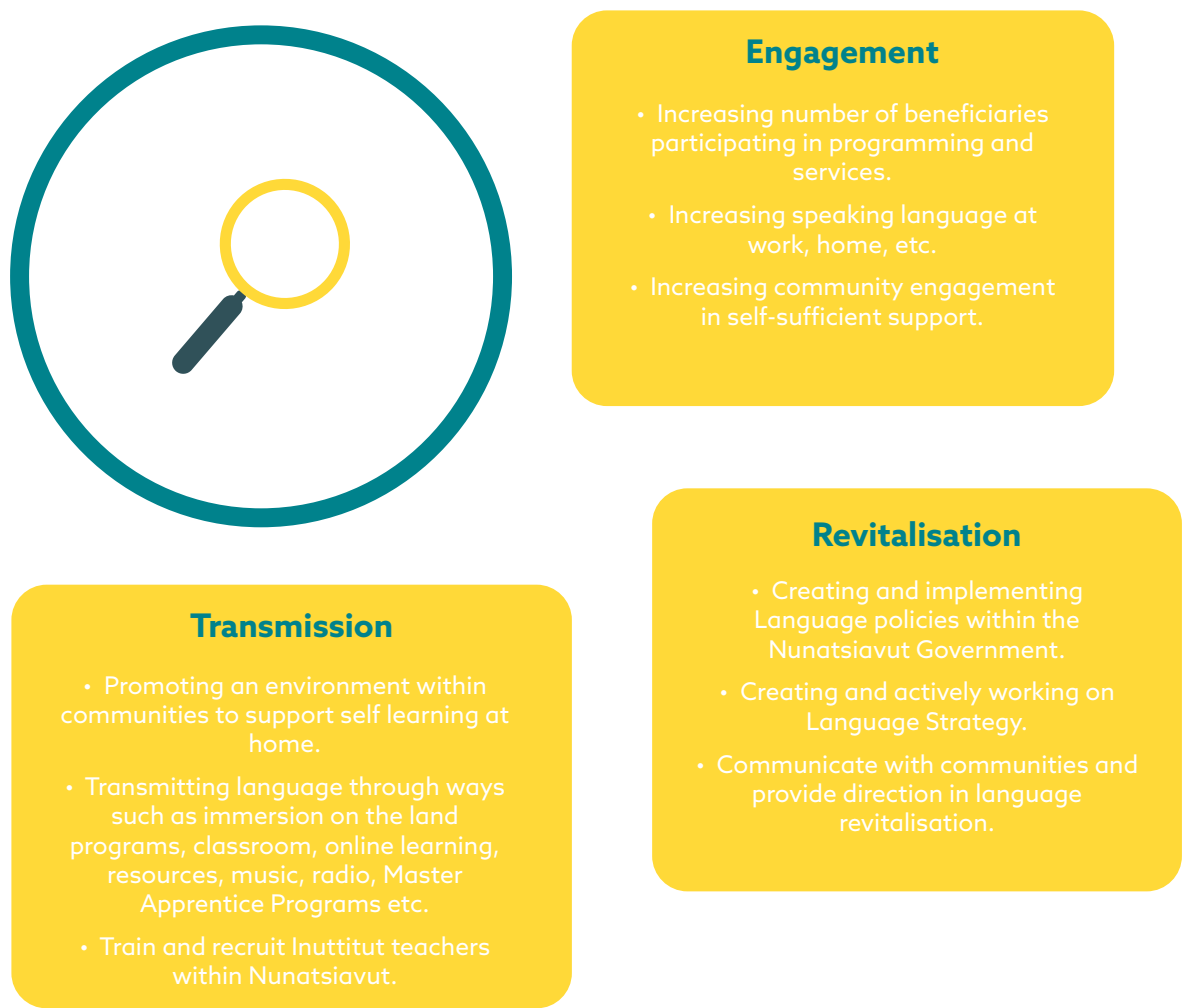 Engagement
• Increasing number of beneficiaries
participating in programming and
services.
• Increasing speaking language at
work, home, etc.
• Increasing community engagement
in self-sufficient support.
Revitalisation
• Creating and implementing
Language policies within the
Nunatsiavut Government.
• Creating and actively working on
Language Strategy.
• Communicate with communities and
provide direction in language
revitalisation.
Transmission
• Promoting an environment within
communities to support self learning at
home.
• Transmitting language through ways
such as immersion on the land
programs, classroom, online learning,
resources, music, radio, Master
Apprentice Programs etc.
• Train and recruit Inuttitut teachers
within Nunatsiavut.